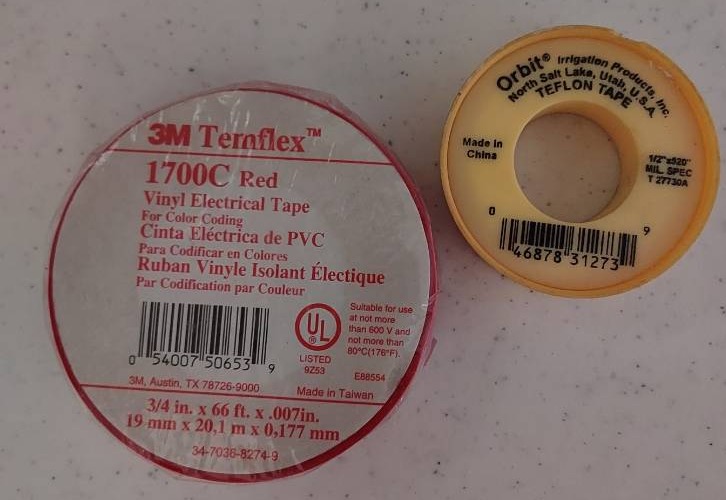 3M Temflex™
1700C Red
Vinyl Electrical Tape
For Color Coding
Cinta Eléctrica de PVC
Para Codificar en Colores
Ruban Vinyle Isolant Électique
Par Codification par Couleur
0 54007 50653 9
UL
LISTED
9Z53
Suitable for use
at not more
than 600 V and
not more than
80°C(176°F).
E88554
3M, Austin, TX 78726-9000
Made in Taiwan
3/4 in. x 66 ft. x .007in.
19 mm x 20,1 m x 0,177 mm
34-7036-8274-9
Orbit® Irrigation Products, Inc.
North Salt Lake, Utah, U.S.A
TEFLON TAPE
Made in
China
1/2"x520"
MIL. SPEC
T 27730A
0 46878 31273 9